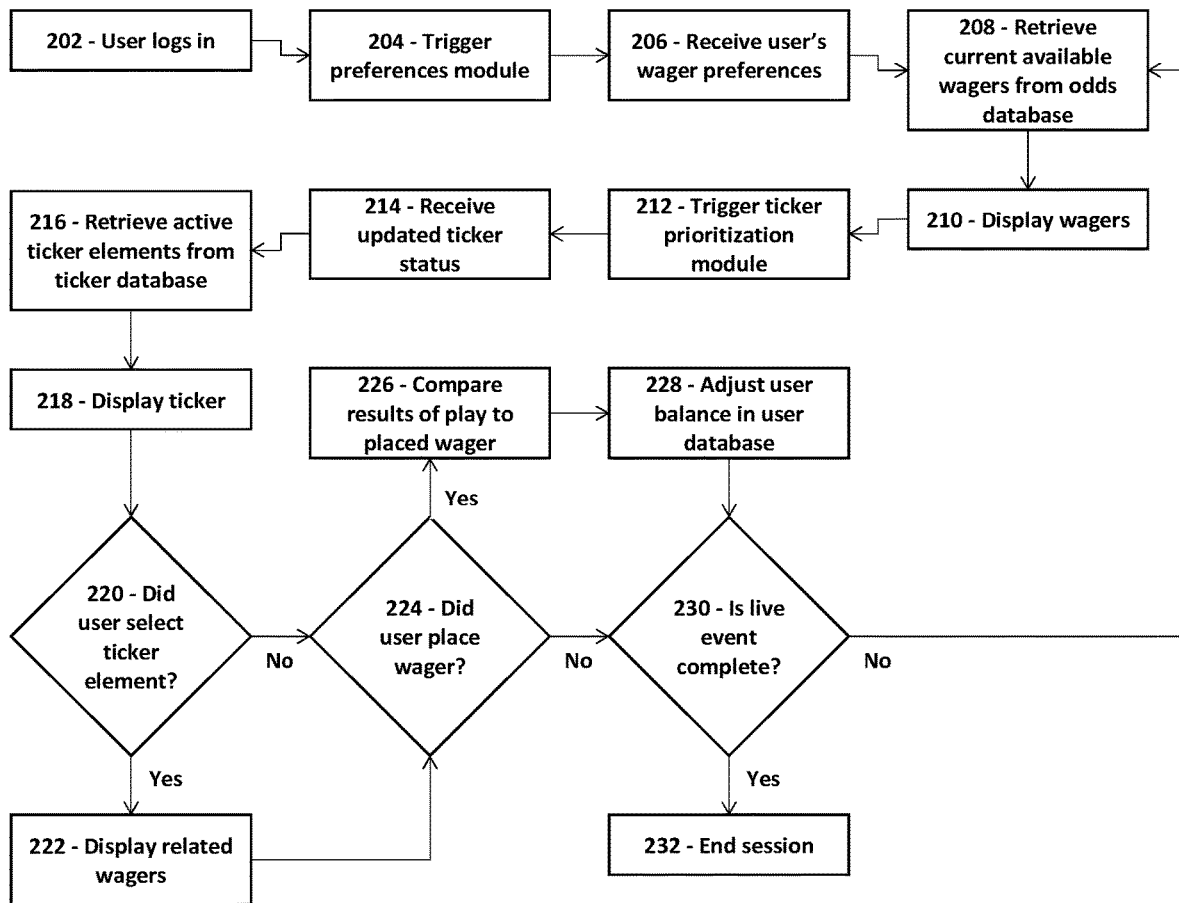 202 - User logs in
204 - Trigger
preferences module
206 - Receive user's
wager preferences
208 - Retrieve
current available
wagers from odds
database
216 - Retrieve active
ticker elements from
ticker database
214 - Receive
updated ticker
status
212 - Trigger ticker
prioritization
module
210 - Display wagers
218 - Display ticker
226 - Compare
results of play to
placed wager
228 - Adjust user
balance in user
database
Yes
220 - Did
user select
ticker
element?
No
224 - Did
user place
wager?
No
230 - Is live
event
complete?
No
Yes
Yes
222 - Display related
wagers
232 - End session